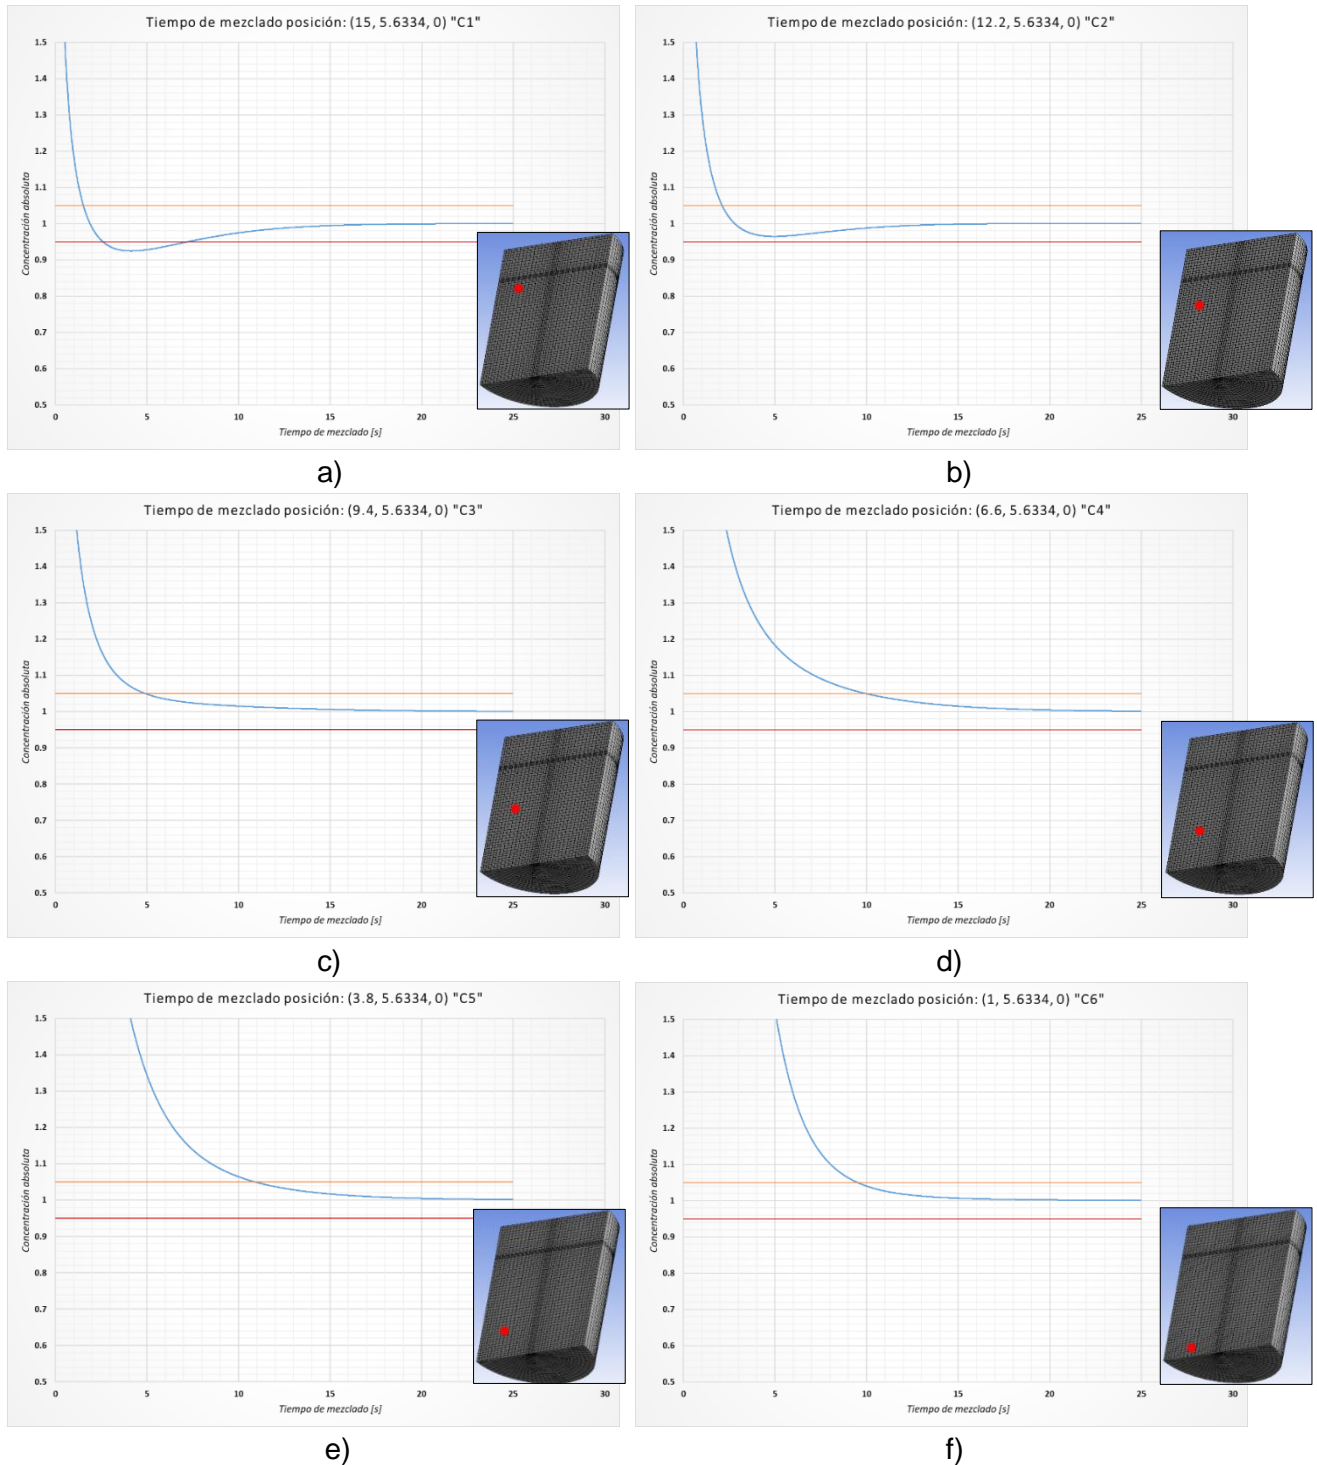 Tiempo de mezclado posición: (15, 5.6334, 0) "C1"
1.5
1.4
1.3
1.2
1.1
1
0.9
0.8
0.7
0.6
0.5
Concentración absoluta
0 5 10 15 20 25 30
Tiempo de mezclado [s]
a)
Tiempo de mezclado posición: (12.2, 5.6334, 0) "C2"
1.5
1.4
1.3
1.2
1.1
1
0.9
0.8
0.7
0.6
0.5
Concentración absoluta
0 5 10 15 20 25 30
Tiempo de mezclado [s]
b)
Tiempo de mezclado posición: (9.4, 5.6334, 0) "C3"
1.5
1.4
1.3
1.2
1.1
1
0.9
0.8
0.7
0.6
0.5
Concentración absoluta
0 5 10 15 20 25 30
Tiempo de mezclado [s]
c)
Tiempo de mezclado posición: (6.6, 5.6334, 0) "C4"
1.5
1.4
1.3
1.2
1.1
1
0.9
0.8
0.7
0.6
0.5
Concentración absoluta
0 5 10 15 20 25 30
Tiempo de mezclado [s]
d)
Tiempo de mezclado posición: (3.8, 5.6334, 0) "C5"
1.5
1.4
1.3
1.2
1.1
1
0.9
0.8
0.7
0.6
0.5
Concentración absoluta
0 5 10 15 20 25 30
Tiempo de mezclado [s]
e)
Tiempo de mezclado posición: (1, 5.6334, 0) "C6"
1.5
1.4
1.3
1.2
1.1
1
0.9
0.8
0.7
0.6
0.5
Concentración absoluta
0 5 10 15 20 25 30
Tiempo de mezclado [s]
f)